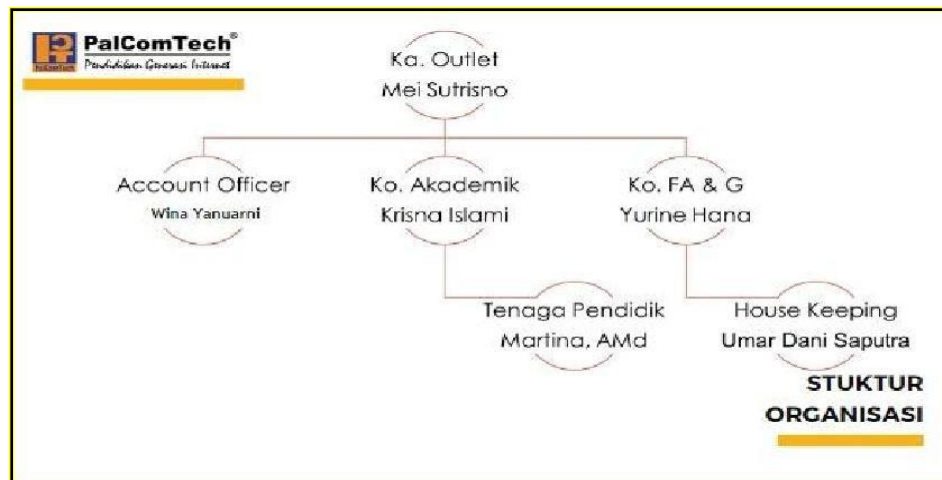 PalComTech®
Pendidikan Generasi Internet
PalComTech
Ka. Outlet
Mei Sutrisno
Account Officer
Wina Yanuarni
Ko. Akademik
Krisna Islami
Ko. FA & G
Yurine Hana
Tenaga Pendidik
Martina, AMd
House Keeping
Umar Dani Saputra
STUKTUR
ORGANISASI